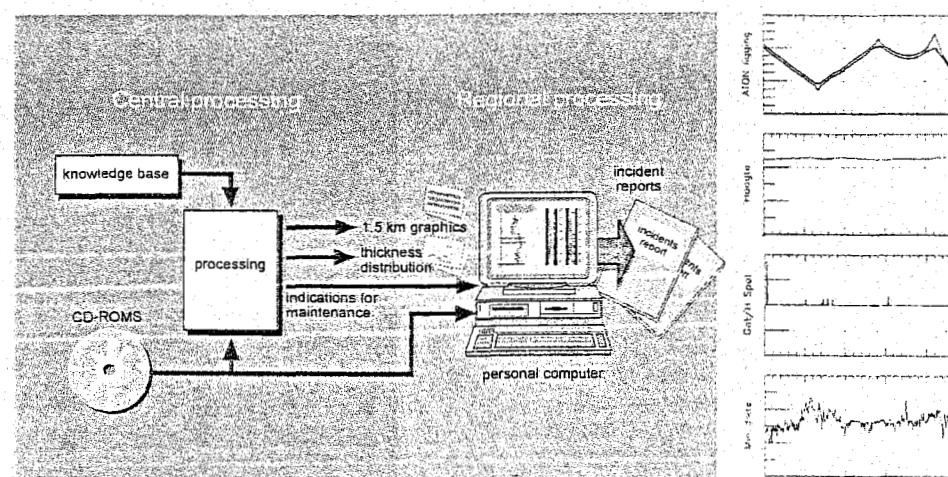 Central processing
Regional processing
knowledge base
processing
1.5 km graphics
thickness
distribution
indications for
maintenance
CD-ROMS
incident
reports
incidents
report
personal computer
Spot